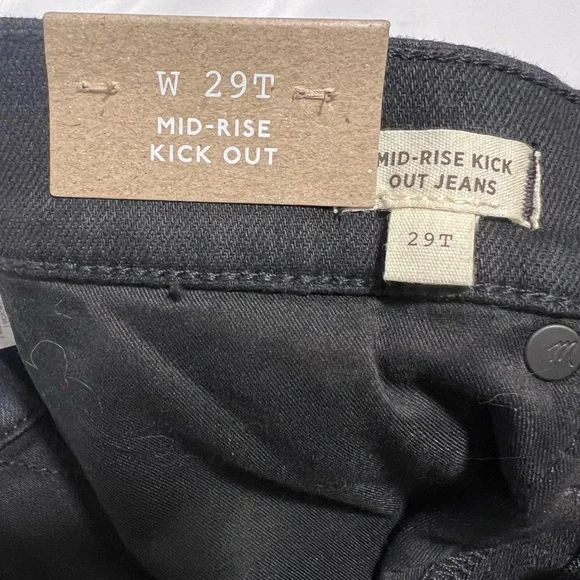 W 29T
MID-RISE
KICK OUT
MID-RISE KICK
OUT JEANS
29T
m